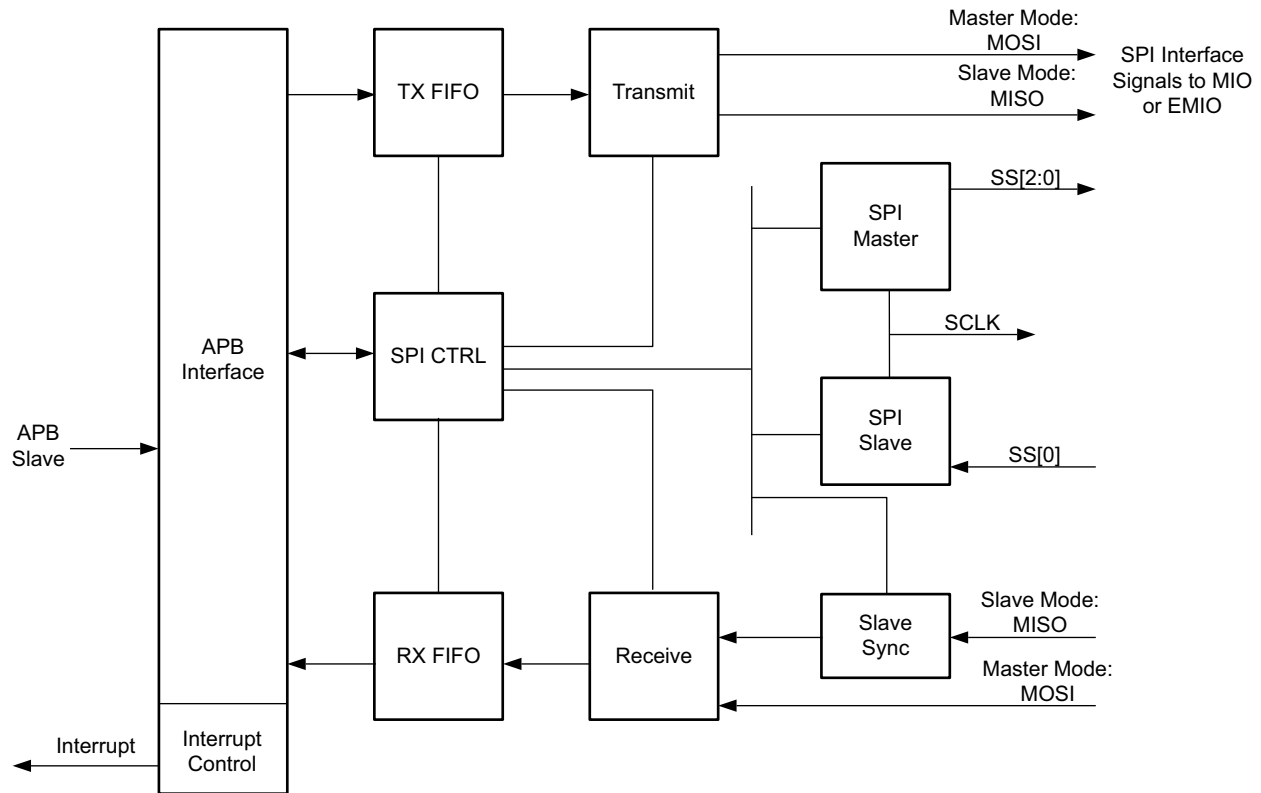 Master Mode:
MOSI
SPI Interface
Signals to MIO
or EMIO
Slave Mode:
MISO
TX FIFO
Transmit
SS[2:0]
SPI
Master
SCLK
APB
Interface
SPI CTRL
SPI
Slave
APB
Slave
SS[0]
Slave Mode:
MISO
Slave
Sync
RX FIFO
Receive
Master Mode:
MOSI
Interrupt
Interrupt
Control